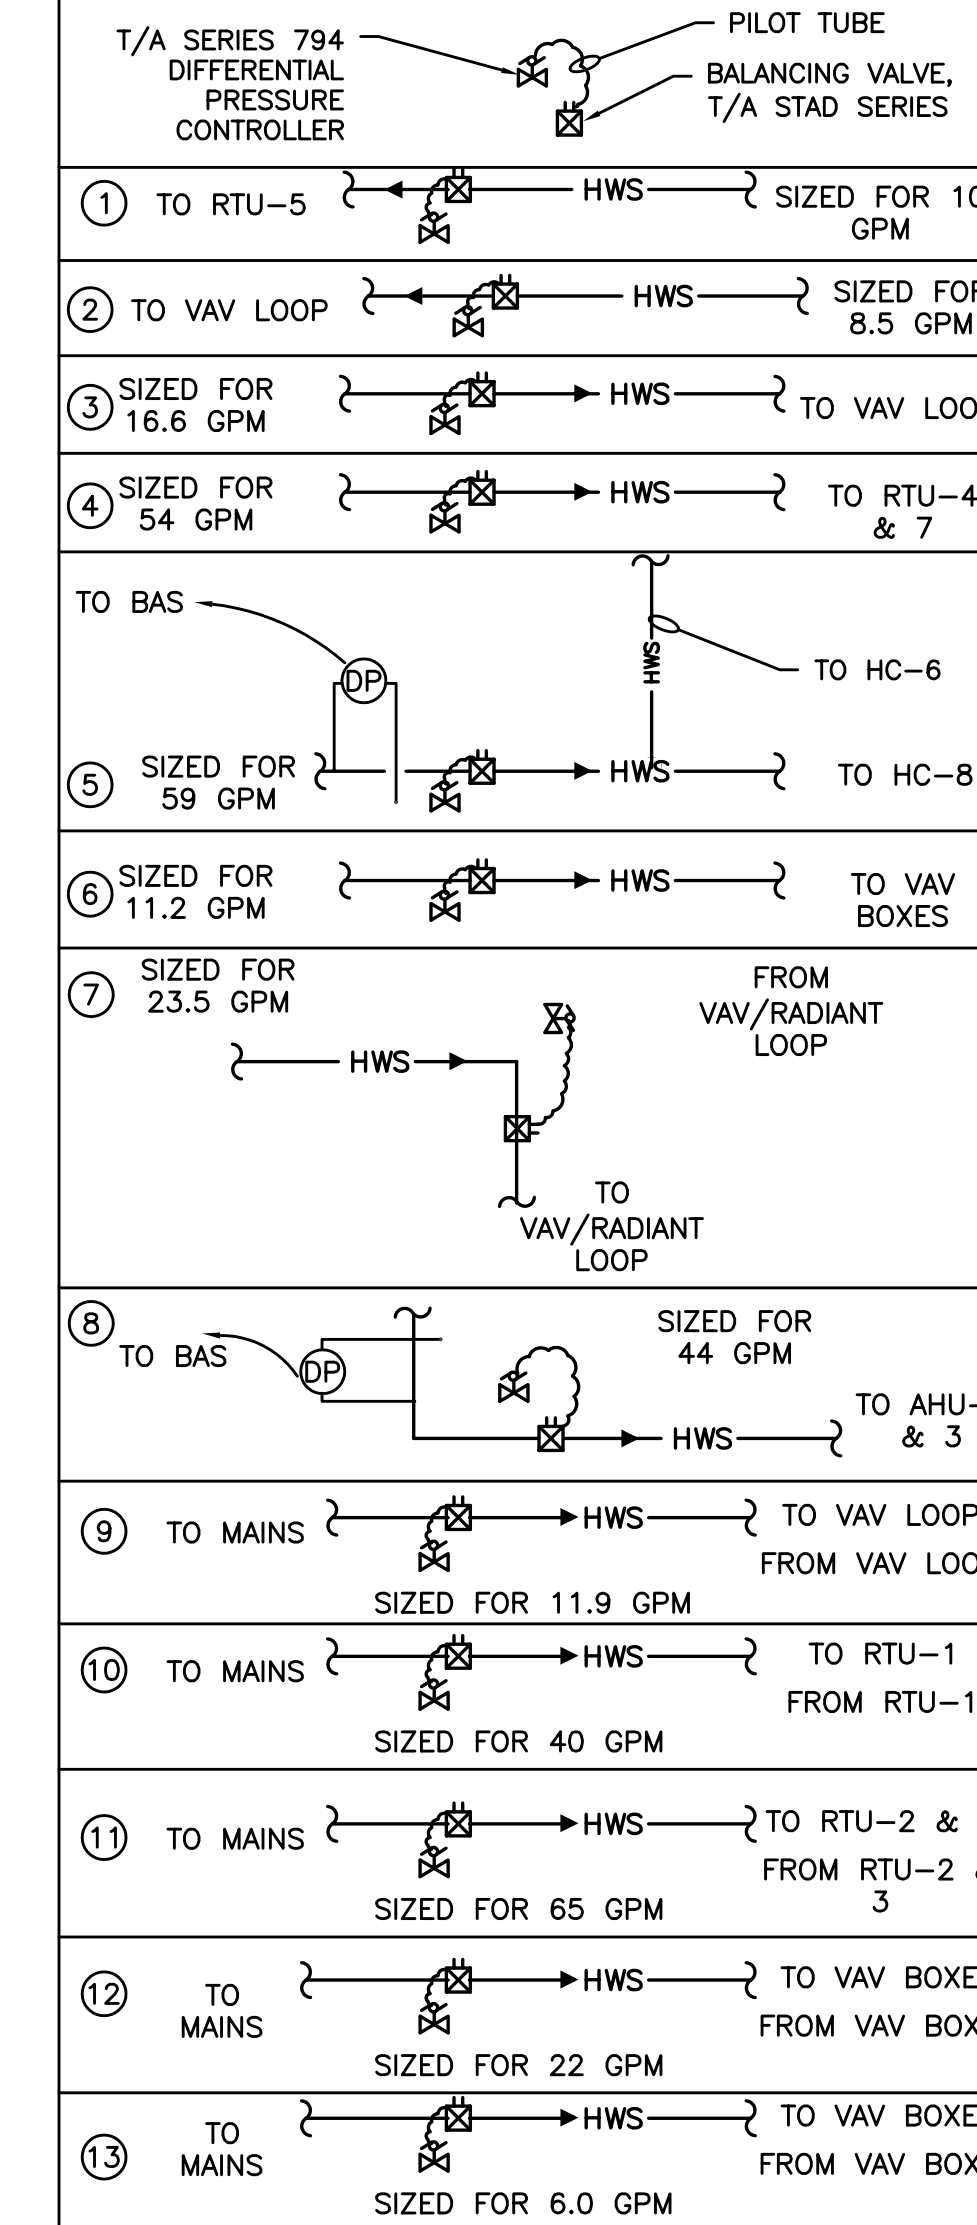 T/A SERIES 794
DIFFERENTIAL
PRESSURE
CONTROLLER
PILOT TUBE
BALANCING VALVE,
T/A STAD SERIES
1 TO RTU-5 HWS SIZED FOR
GPM
2 TO VAV LOOP HWS SIZED
8.5 GPM
3 SIZED FOR
16.6 GPM
HWS
TO VAV
4 SIZED FOR
54 GPM
HWS
TO RTU-4
& 7
TO BAS
DP
HWS
TO HC-6
5 SIZED FOR
59 GPM
HWS
TO HC-8
6 SIZED FOR
11.2 GPM
HWS
TO VAV
BOXES
7 SIZED FOR
23.5 GPM
HWS
FROM
VAV/RADIANT
LOOP
TO
VAV/RADIANT
LOOP
8
TO BAS
DP
SIZED FOR
44 GPM
HWS
TO
& 3
9 TO MAINS HWS TO VAV LOOP
FROM VAV
SIZED FOR 11.9 GPM
10 TO MAINS HWS TO RTU-1
FROM RTU-1
SIZED FOR 40 GPM
11 TO MAINS HWS TO RTU-2 &
FROM RTU-2
3
SIZED FOR 65 GPM
12 TO
MAINS
HWS
TO VAV
FROM VAV
SIZED FOR 22 GPM
13 TO
MAINS
HWS
TO VAV
FROM VAV
SIZED FOR 6.0 GPM